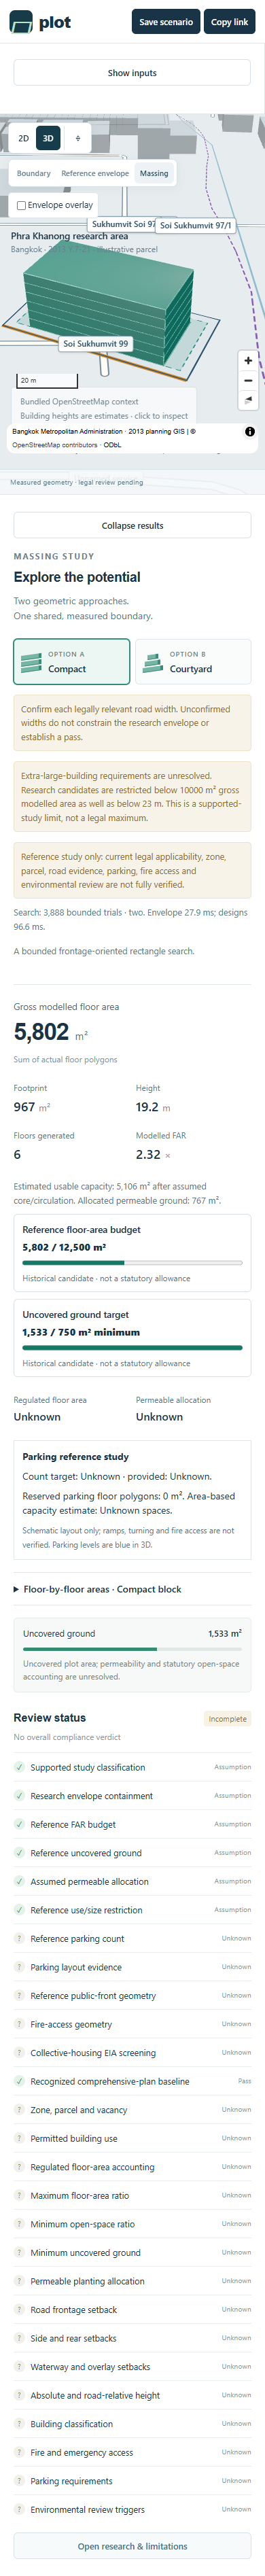 plot
Save scenario
Copy link
Show inputs
2D
3D
÷
Boundary
Reference envelope
Massing
Envelope overlay
Sukhumvit Soi 97
Soi Sukhumvit 97/1
Phra Khanong research area
Bangkok
illustrative parcel
Soi Sukhumvit 99
20 m
Bundled OpenStreetMap context
Building heights are estimates · click to inspect
Bangkok Metropolitan Administration · 2013 planning GIS | ©
OpenStreetMap contributors · ODbL
Measured geometry · legal review pending
Collapse results
MASSING STUDY
Explore the potential
Two geometric approaches.
One shared, measured boundary.
OPTION A
Compact
OPTION B
Courtyard
Confirm each legally relevant road width. Unconfirmed
widths do not constrain the research envelope or
establish a pass.
Extra-large-building requirements are unresolved.
Research candidates are restricted below 10000 m² gross
modelled area as well as below 23 m. This is a supported-
study limit, not a legal maximum.
Reference study only: current legal applicability, zone,
parcel, road evidence, parking, fire access and
environmental review are not fully verified.
Search: 3,888 bounded trials · two. Envelope 27.9 ms; designs
96.6 ms.
A bounded frontage-oriented rectangle search.
Gross modelled floor area
5,802 m²
Sum of actual floor polygons
Footprint
967 m²
Height
19.2 m
Floors generated
6
Modelled FAR
2.32 ×
Estimated usable capacity: 5,106 m² after assumed
core/circulation. Allocated permeable ground: 767 m².
Reference floor-area budget
5,802 / 12,500 m²
Historical candidate · not a statutory allowance
Uncovered ground target
1,533 / 750 m² minimum
Historical candidate · not a statutory allowance
Regulated floor area
Unknown
Permeable allocation
Unknown
Parking reference study
Count target: Unknown · provided: Unknown.
Reserved parking floor polygons: 0 m². Area-based
capacity estimate: Unknown spaces.
Schematic layout only; ramps, turning and fire access are not
verified. Parking levels are blue in 3D.
Floor-by-floor areas · Compact block
Uncovered ground 1,533 m²
Uncovered plot area; permeability and statutory open-space
accounting are unresolved.
Review status Incomplete
No overall compliance verdict
✓ Supported study classification Assumption
✓ Research envelope containment Assumption
✓ Reference FAR budget Assumption
✓ Reference uncovered ground Assumption
✓ Assumed permeable allocation Assumption
✓ Reference use/size restriction Assumption
? Reference parking count Unknown
? Parking layout evidence Unknown
? Reference public-front geometry Unknown
? Fire-access geometry Unknown
? Collective-housing EIA screening Unknown
✓ Recognized comprehensive-plan baseline Pass
? Zone, parcel and vacancy Unknown
? Permitted building use Unknown
? Regulated floor-area accounting Unknown
? Maximum floor-area ratio Unknown
? Minimum open-space ratio Unknown
? Minimum uncovered ground Unknown
? Permeable planting allocation Unknown
? Road frontage setback Unknown
? Side and rear setbacks Unknown
? Waterway and overlay setbacks Unknown
? Absolute and road-relative height Unknown
? Building classification Unknown
? Fire and emergency access Unknown
? Parking requirements Unknown
? Environmental review triggers Unknown
Open research & limitations